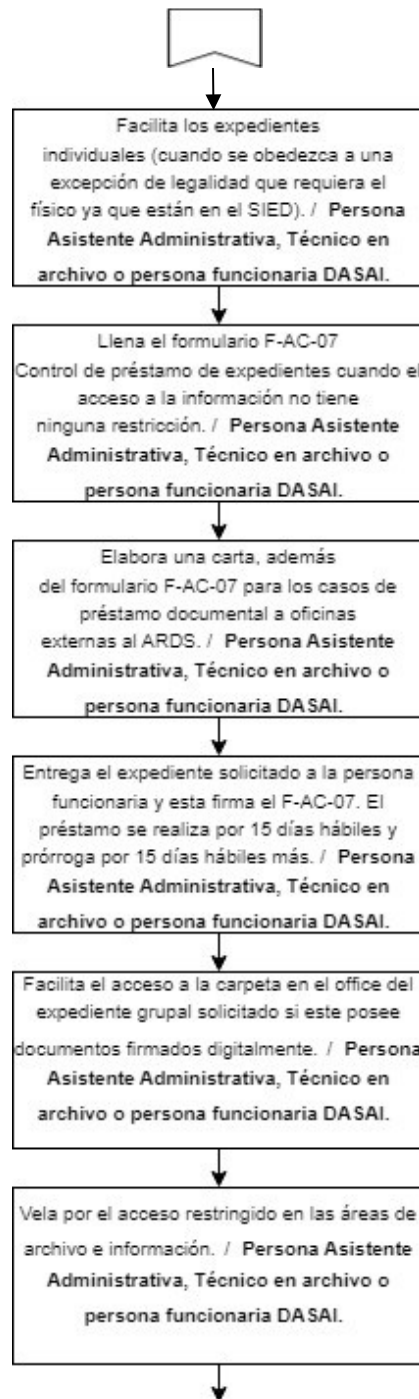 Facilita los expedientes
individuales (cuando se obedezca a una
excepción de legalidad que requiera el
físico ya que están en el SIED). / Persona
Asistente Administrativa, Técnico en
archivo o persona funcionaria DASAI.
Llena el formulario F-AC-07
Control de préstamo de expedientes cuando el
acceso a la información no tiene
ninguna restricción. / Persona Asistente
Administrativa, Técnico en archivo o
persona funcionaria DASAI.
Elabora una carta, además
del formulario F-AC-07 para los casos de
préstamo documental a oficinas
externas al ARDS. / Persona Asistente
Administrativa, Técnico en archivo o
persona funcionaria DASAI.
Entrega el expediente solicitado a la persona
funcionaria y esta firma el F-AC-07. El
préstamo se realiza por 15 días hábiles y
prórroga por 15 días hábiles más. / Persona
Asistente Administrativa, Técnico en
archivo o persona funcionaria DASAI.
Facilita el acceso a la carpeta en el office del
expediente grupal solicitado si este posee
documentos firmados digitalmente. / Persona
Asistente Administrativa, Técnico en
archivo o persona funcionaria DASAI.
Vela por el acceso restringido en las áreas de
archivo e información. / Persona Asistente
Administrativa, Técnico en archivo o
persona funcionaria DASAI.